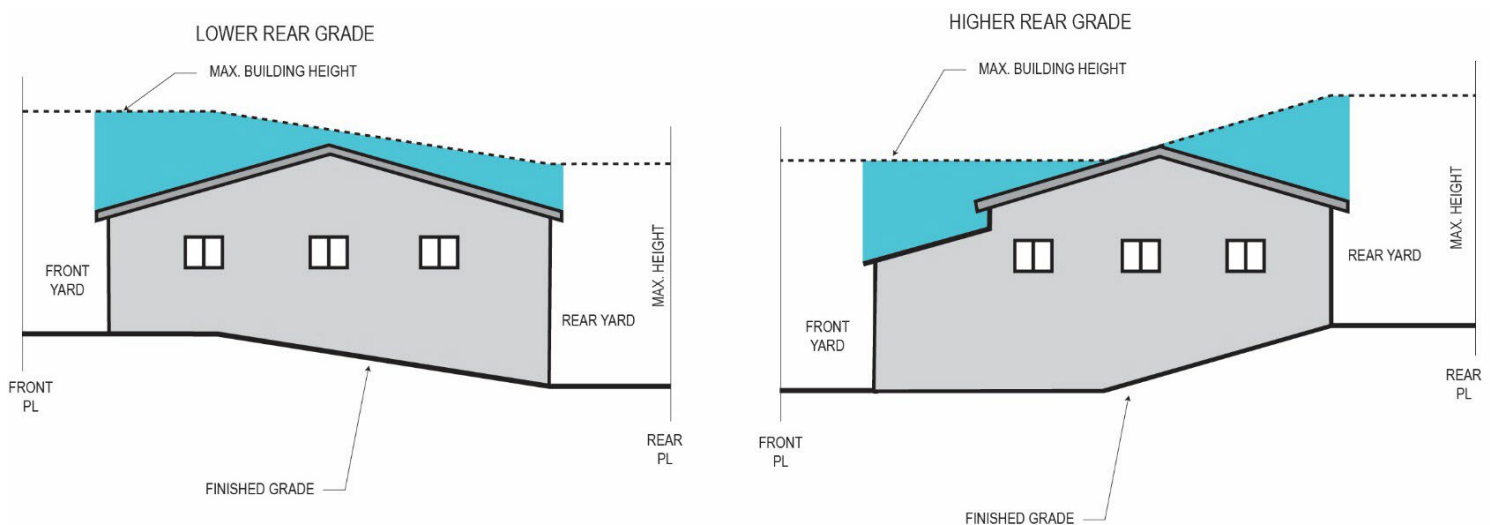 LOWER REAR GRADE
MAX. BUILDING HEIGHT
FRONT
YARD
MAX. HEIGHT
REAR YARD
FRONT
PL
REAR
PL
FINISHED GRADE
HIGHER REAR GRADE
MAX. BUILDING HEIGHT
MAX. HEIGHT
REAR YARD
FRONT
YARD
REAR
PL
FRONT
PL
FINISHED GRADE